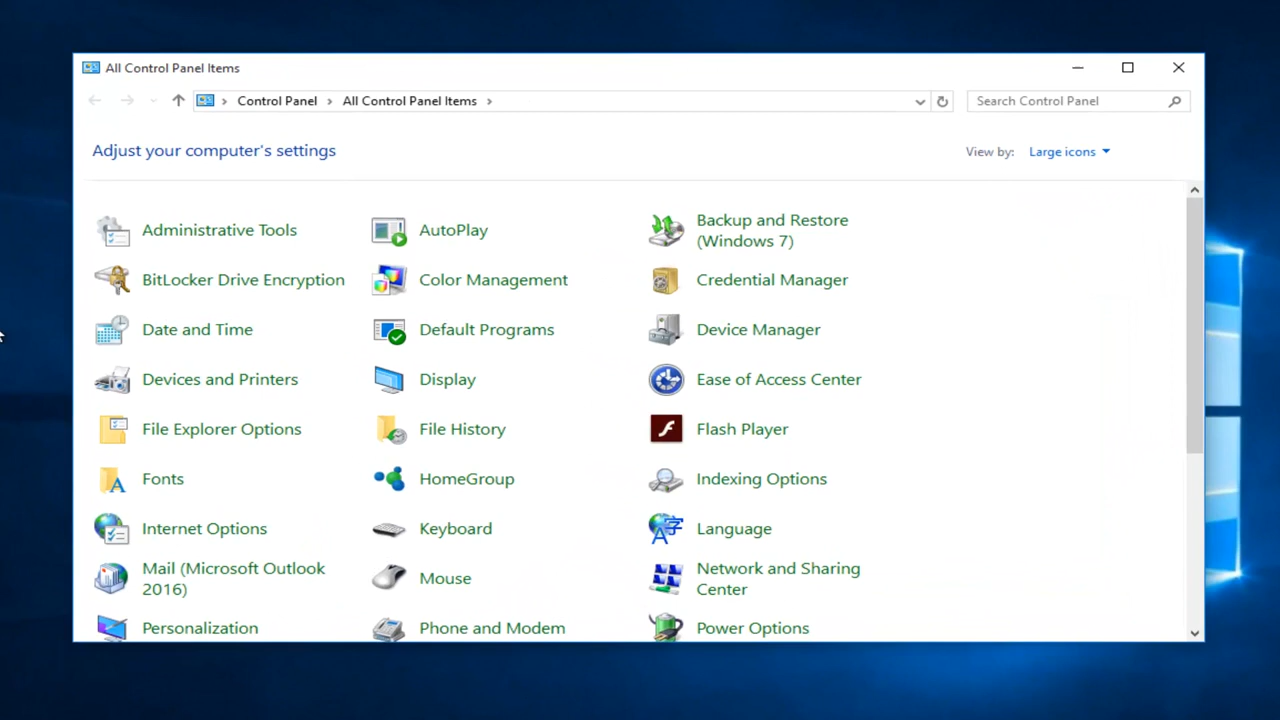 All Control Panel Items
Control Panel All Control Panel Items
Search Control Panel
Adjust your computer's settings
View by: Large icons
Administrative Tools
AutoPlay
Backup and Restore
(Windows 7)
BitLocker Drive Encryption
Color Management
Credential Manager
Date and Time
Default Programs
Device Manager
Devices and Printers
Display
Ease of Access Center
File Explorer Options
File History
Flash Player
Fonts
HomeGroup
Indexing Options
Internet Options
Keyboard
Language
Mail (Microsoft Outlook
2016)
Mouse
Network and Sharing
Center
Personalization
Phone and Modem
Power Options